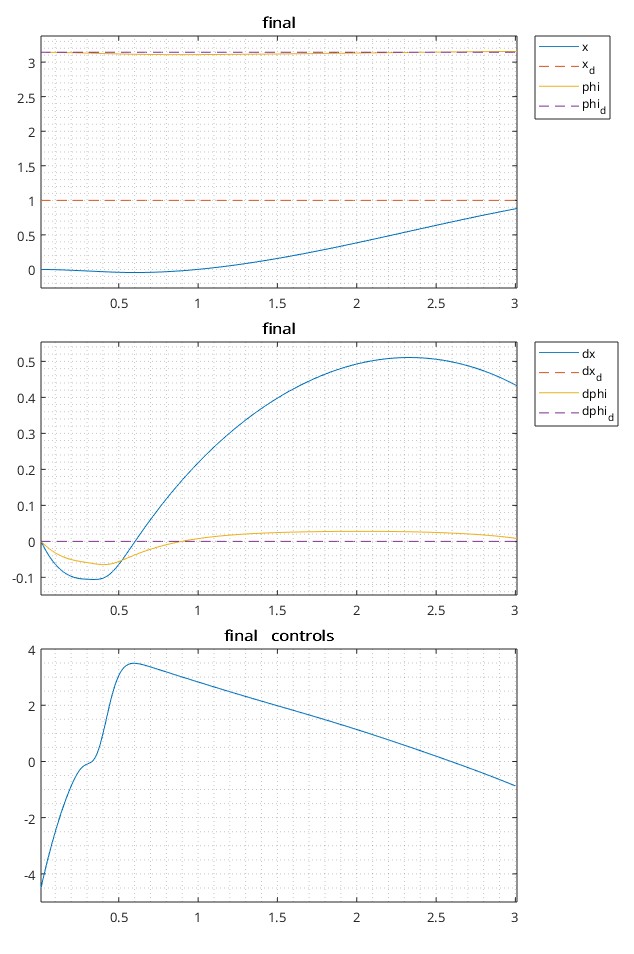 final
3
2.5
2
1.5
1
0.5
0
0.5 1 1.5 2 2.5 3
x
x_d
phi
phi_d
final
0.5
0.4
0.3
0.2
0.1
0
-0.1
0.5 1 1.5 2 2.5 3
dx
dx_d
dphi
dphi_d
final controls
4
2
0
-2
-4
0.5 1 1.5 2 2.5 3